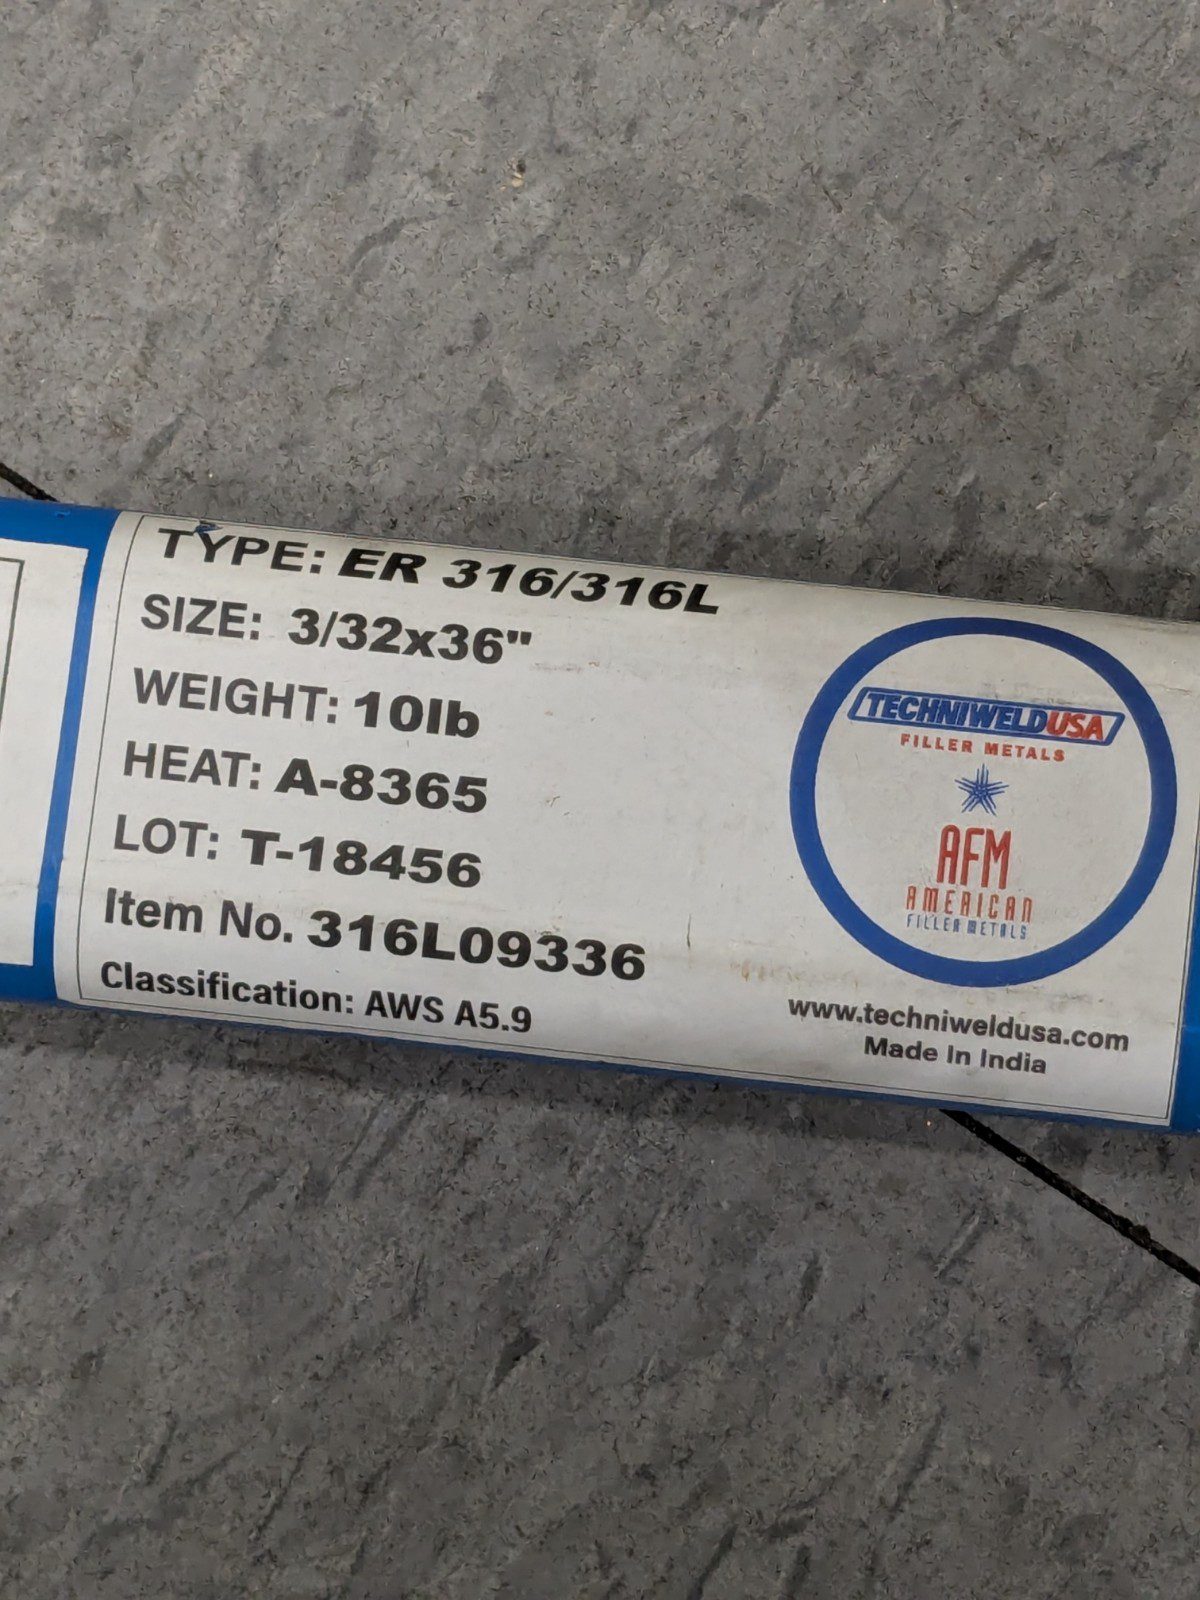 TYPE: ER 316/316L
SIZE: 3/32x36"
WEIGHT: 10lb
HEAT: A-8365
LOT: T-18456
Item No. 316L09336
Classification: AWS A5.9
TECHNIWELDUSA
FILLER METALS
AFM
AMERICAN
FILLER METALS
www.techniweldusa.com
Made In India